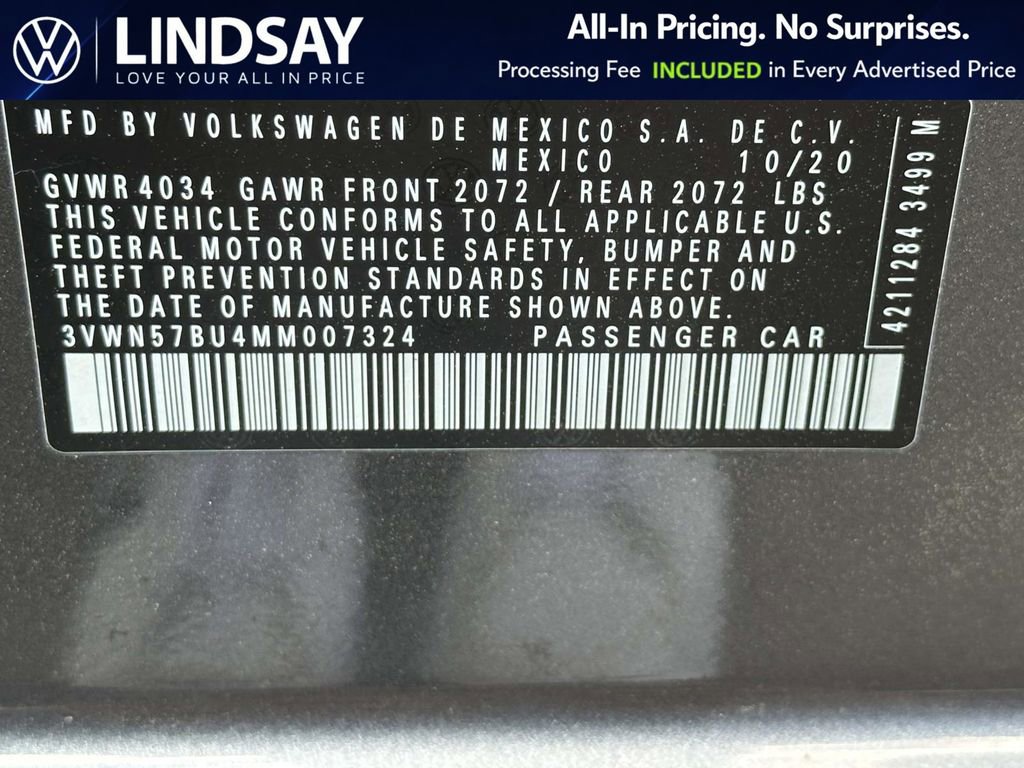 LINDSAY
LOVE YOUR ALL IN PRICE
All-In Pricing. No Surprises.
Processing Fee INCLUDED in Every Advertised Price
MFD BY VOLKSWAGEN DE MEXICO S.A. DE C.V.
MEXICO 10/20
GVWR 4034 GAWR FRONT 2072 / REAR 2072 LBS
THIS VEHICLE CONFORMS TO ALL APPLICABLE U.S.
FEDERAL MOTOR VEHICLE SAFETY, BUMPER AND
THEFT PREVENTION STANDARDS IN EFFECT ON
THE DATE OF MANUFACTURE SHOWN ABOVE.
3VWN57BU4MM007324 PASSENGER CAR
4211284 3499 M